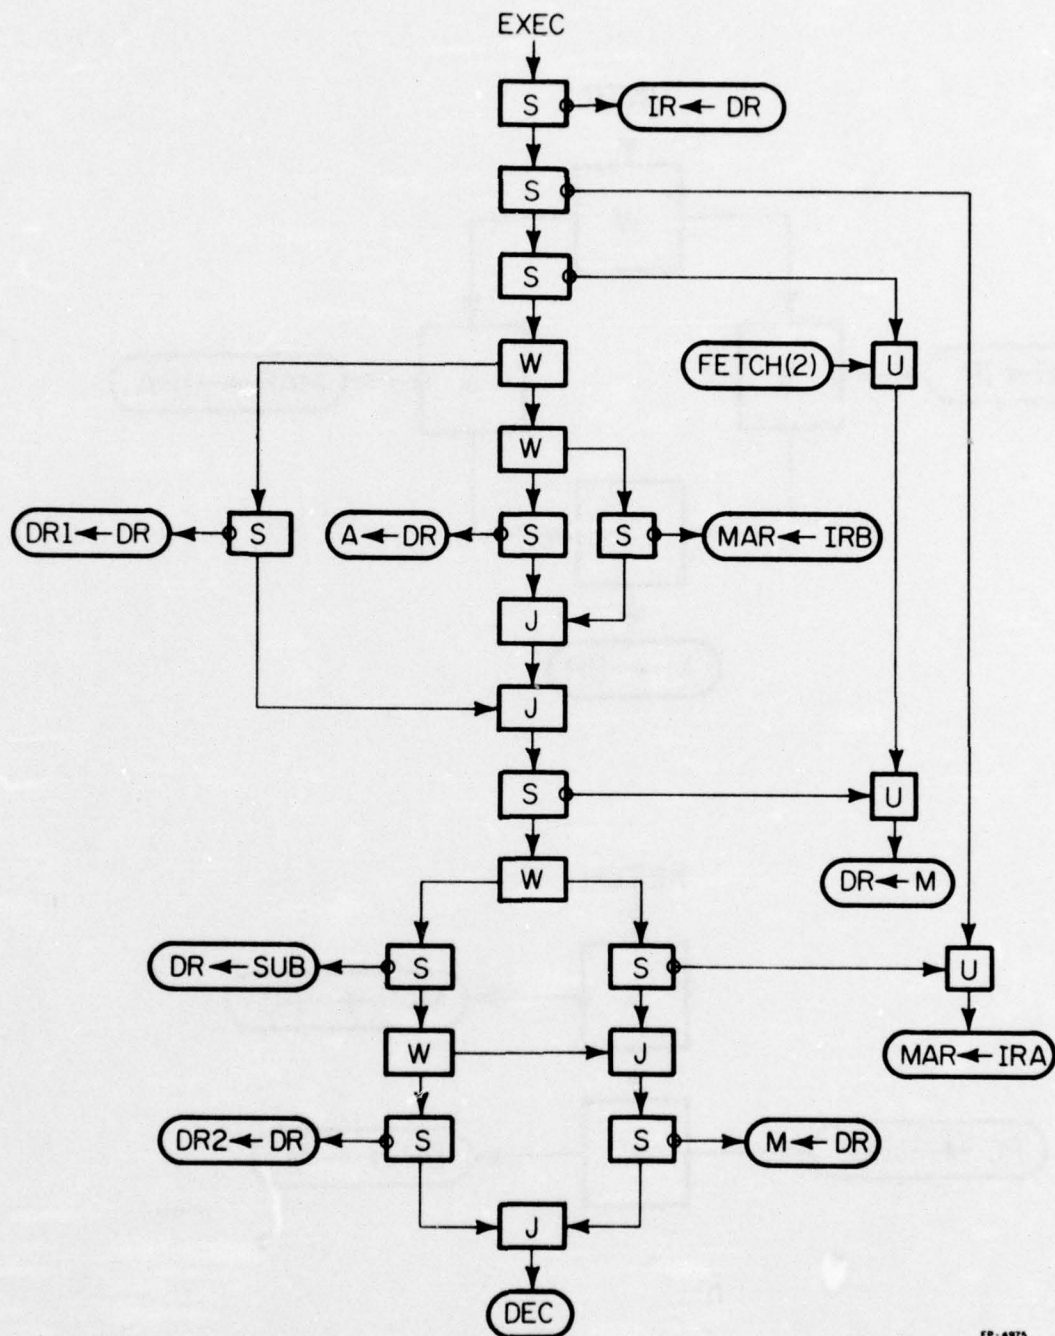 EXEC
S IR ← DR
S
S
W FETCH(2) U
W
DR1 ← DR S A ← DR S S MAR ← IRB
J
J
S U
W DR ← M
DR ← SUB S S U
W J MAR ← IRA
DR2 ← DR S S M ← DR
J
DEC